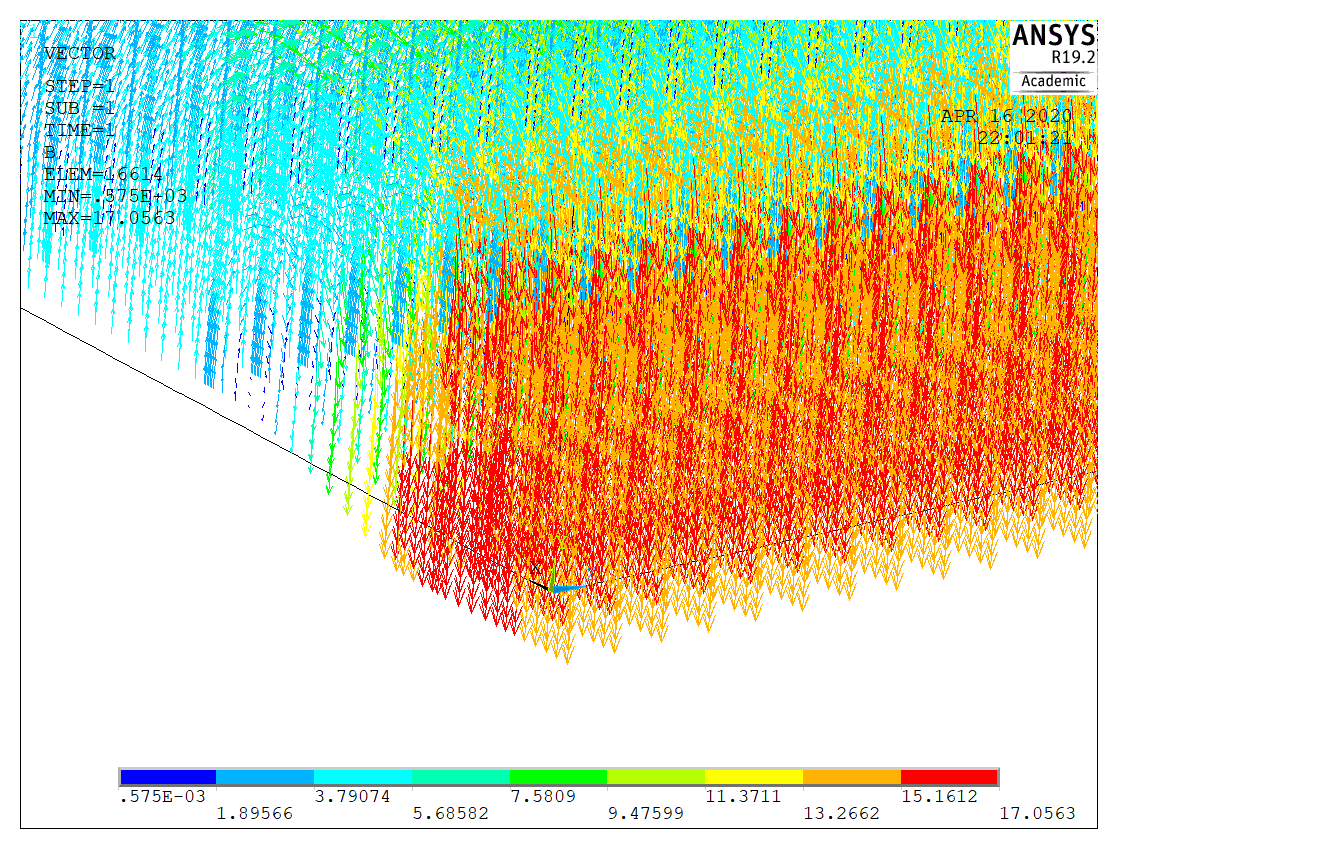 VECTOR
STEP=1
SUB =1
TIME=1
B
ELEM=16614
MIN=.575E-03
MAX=17.0563
ANSYS
R19.2
Academic
APR 16 2020
22:01:21
X
.575E-03
1.89566
3.79074
5.68582
7.5809
9.47599
11.3711
13.2662
15.1612
17.0563